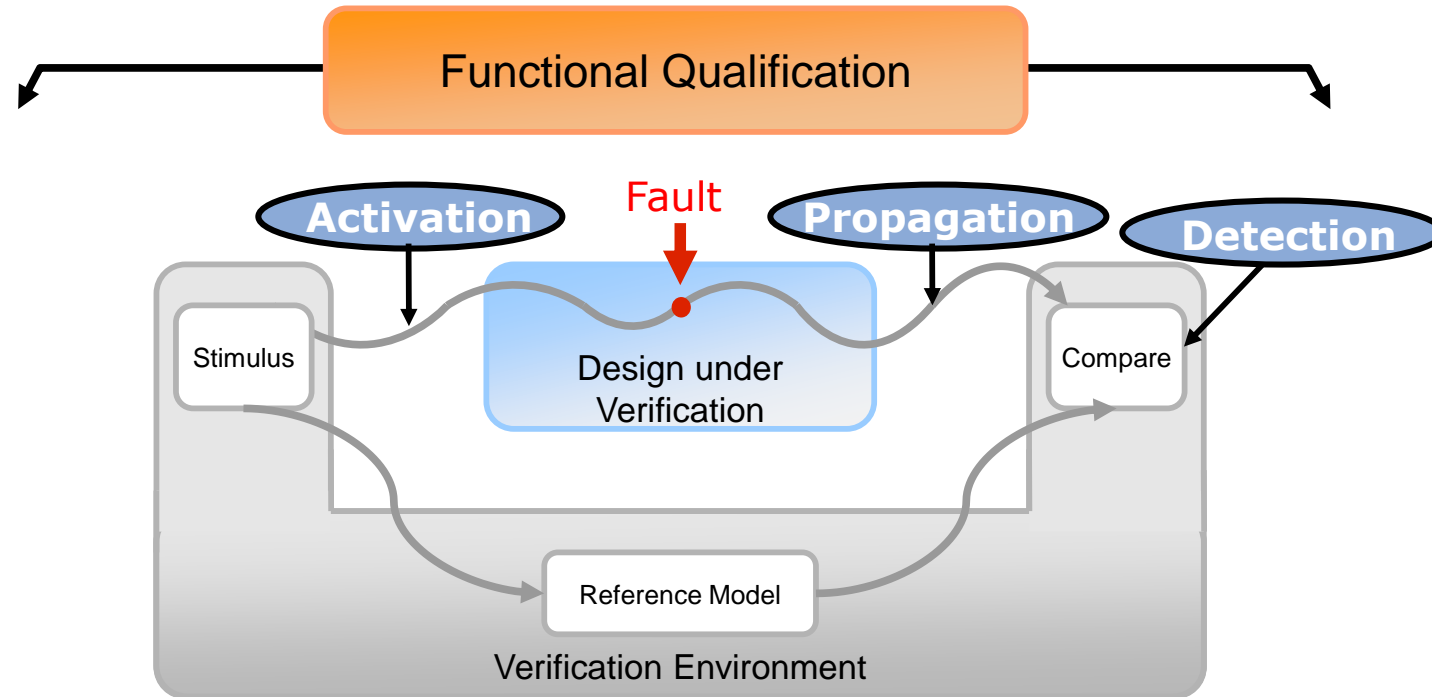 Functional Qualification
Activation
Fault
Propagation
Detection
Stimulus
Design under
Verification
Compare
Reference Model
Verification Environment